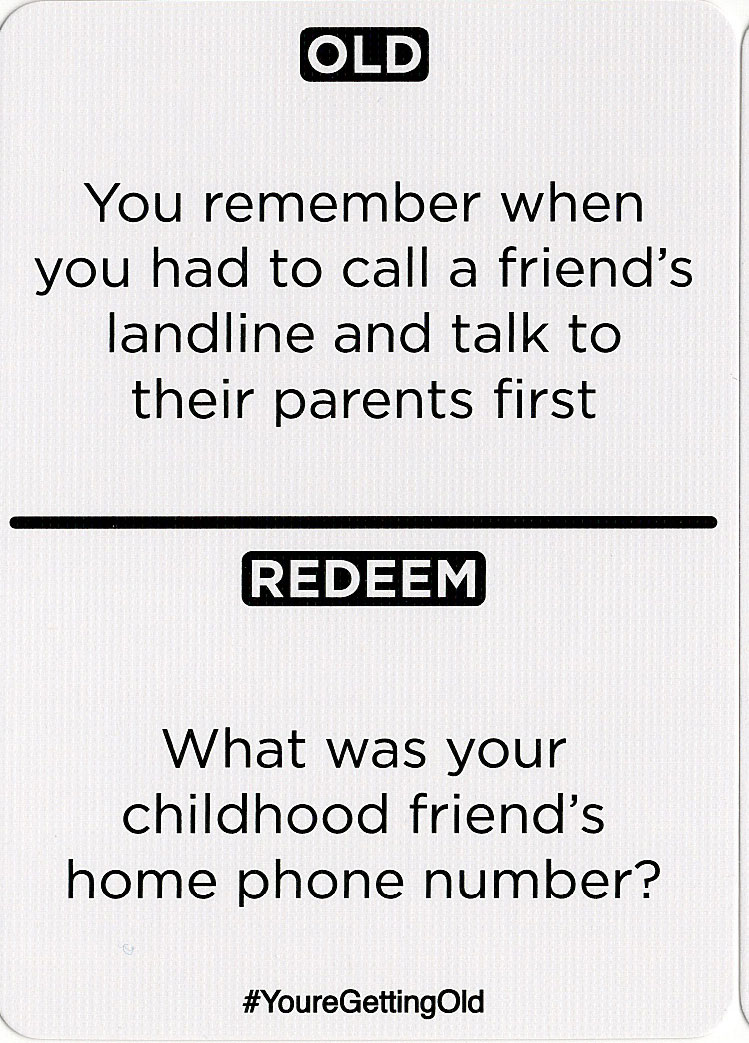 OLD
You remember when
you had to call a friend’s
landline and talk to
their parents first
REDEEM
What was your
childhood friend’s
home phone number?
#YoureGettingOld